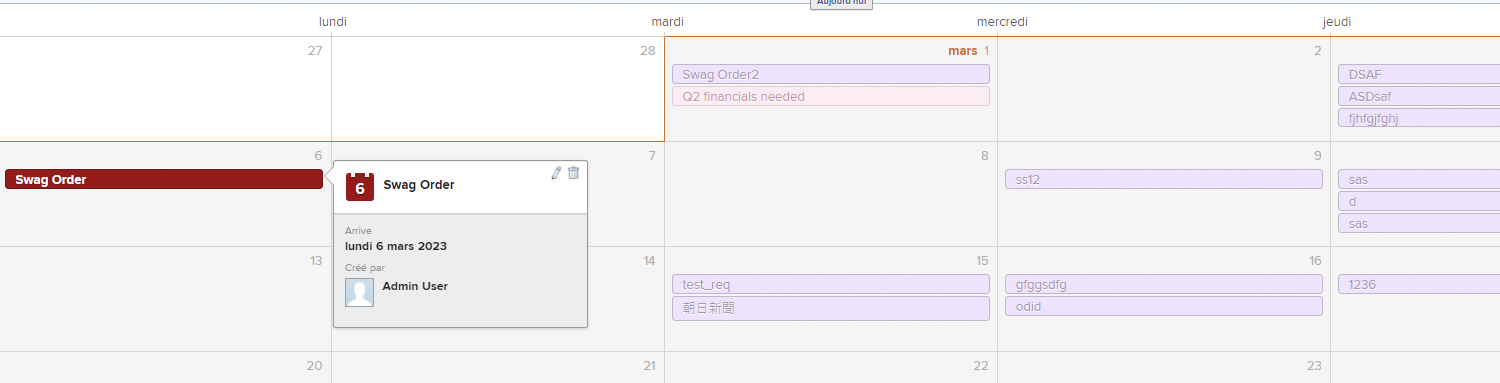 Aujourd'hui
lundi
mardi
mercredi
jeudi
27
28
mars 1
2
Swag Order2
DSAF
Q2 financials needed
ASDsaf
fjhfgjfghj
6
7
8
9
Swag Order
ss12
sas
d
sas
6
Swag Order
Arrive
lundi 6 mars 2023
Créé par
Admin User
13
14
15
16
test_req
gfggsdfg
1236
朝日新聞
odid
20
21
22
23